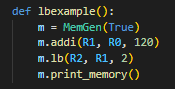 def lbexample():
    m = MemGen(True)
    m.addi(R1, R0, 120)
    m.lb(R2, R1, 2)
    m.print_memory()